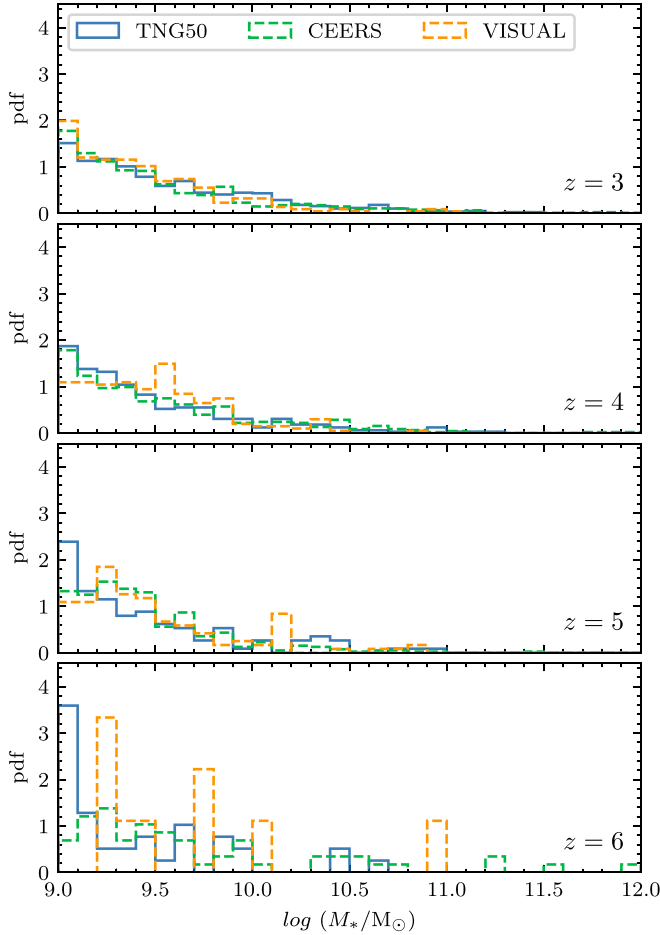 TNG50 CEERS VISUAL
4
3
2
1
0
pdf
z = 3
4
3
2
1
0
pdf
z = 4
4
3
2
1
0
pdf
z = 5
4
3
2
1
0
pdf
z = 6
9.0 9.5 10.0 10.5 11.0 11.5 12.0
log (M*/M⊙)